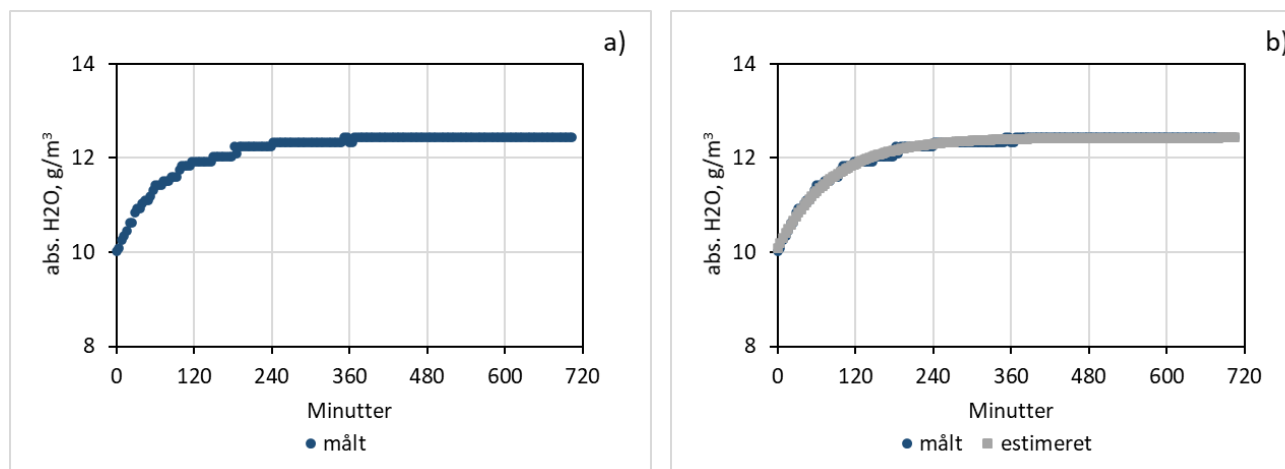 a)
14
12
10
8
abs. H2O, g/m³
0 120 240 360 480 600 720
Minutter
målt
b)
14
12
10
8
abs. H2O, g/m³
0 120 240 360 480 600 720
Minutter
målt estimeret